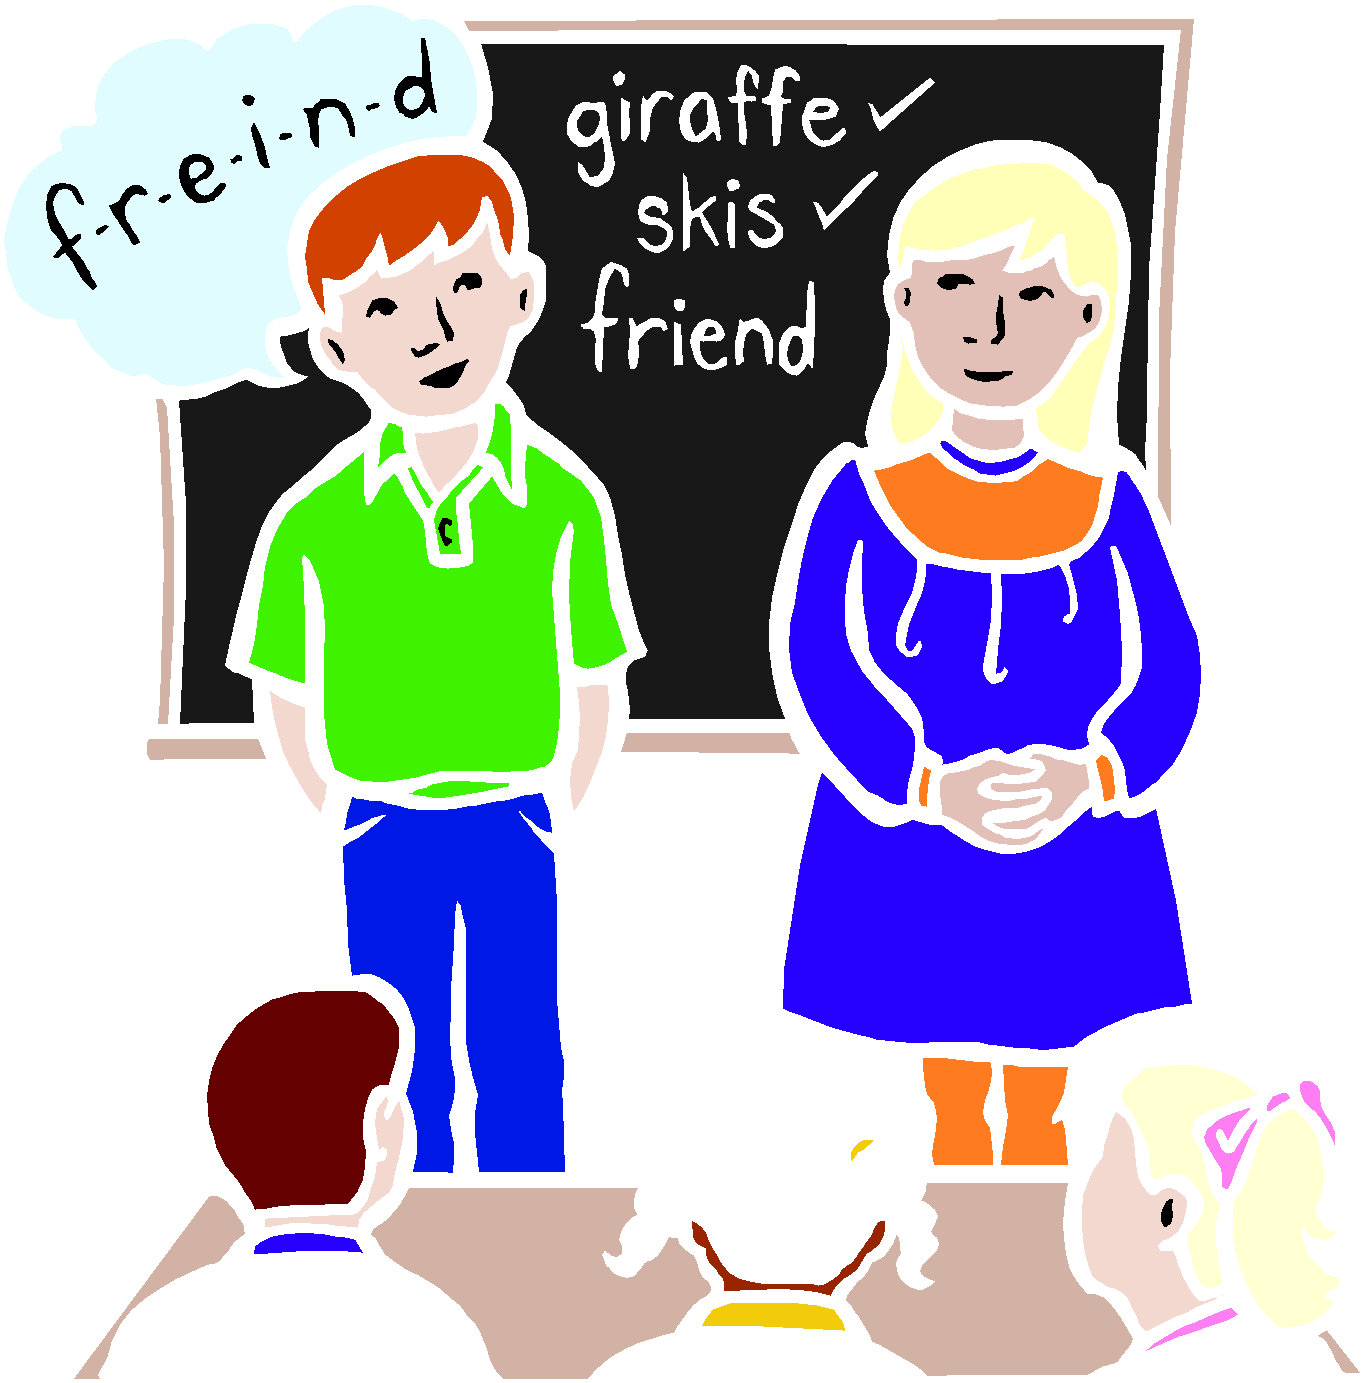 f-r-e-i-n-d
giraffe ✓
skis ✓
friend